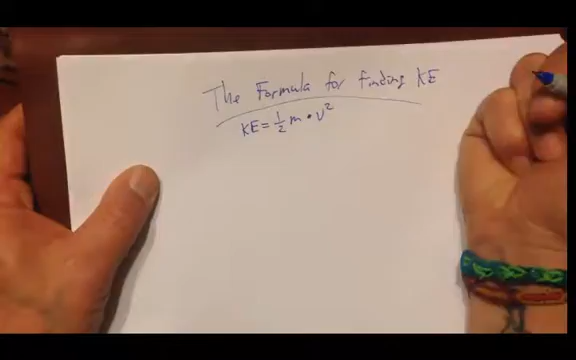 The Formula for finding KE
KE = 1/2 m • v²